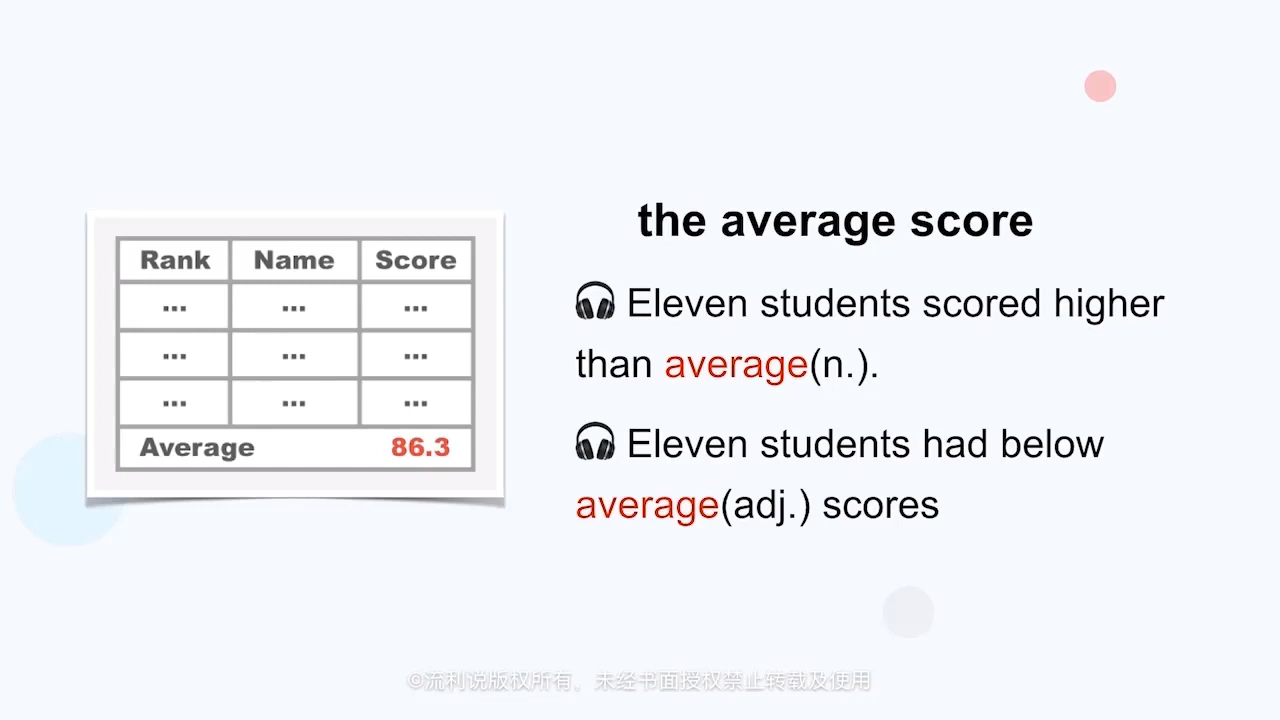 the average score
Rank Name Score
... ... ...
... ... ...
... ... ...
Average 86.3
Eleven students scored higher
than average(n.).
Eleven students had below
average(adj.) scores
©流利说版权所有，未经书面授权禁止转载及使用